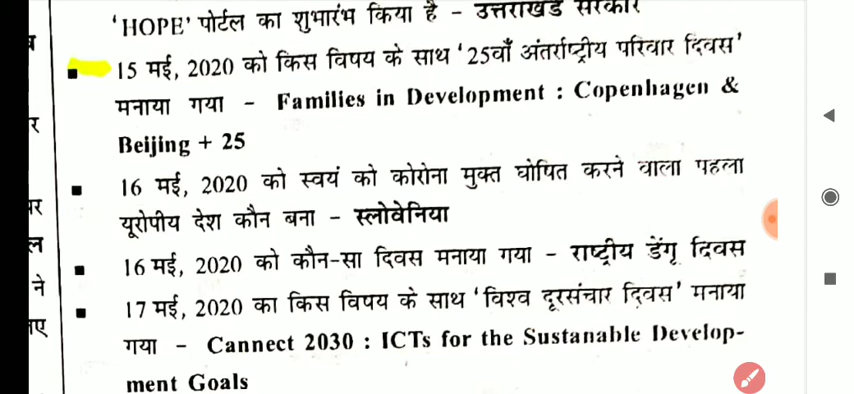 'HOPE' पोर्टल का शुभारंभ किया है - उत्तराखंड सरकार
15 मई, 2020 को किस विषय के साथ '25वाँ अंतर्राष्ट्रीय परिवार दिवस'
मनाया गया - Families in Development : Copenhagen &
Beijing + 25
16 मई, 2020 को स्वयं को कोरोना मुक्त घोषित करने वाला पहला
यूरोपीय देश कौन बना - स्लोवेनिया
16 मई, 2020 को कौन-सा दिवस मनाया गया - राष्ट्रीय डेंगू दिवस
17 मई, 2020 का किस विषय के साथ 'विश्व दूरसंचार दिवस' मनाया
गया - Cannect 2030 : ICTs for the Sustanable Develop-
ment Goals
र
ल
ने